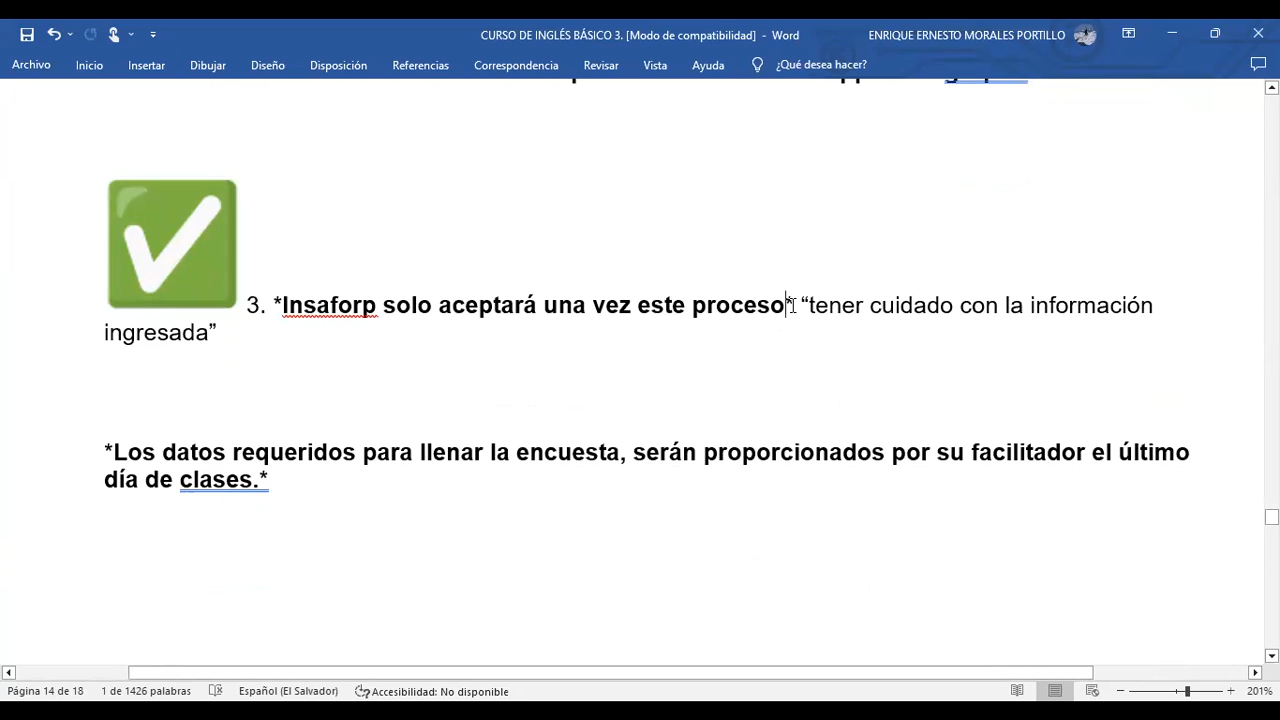 CURSO DE INGLÉS BÁSICO 3. [Modo de compatibilidad] - Word
ENRIQUE ERNESTO MORALES PORTILLO
Archivo Inicio Insertar Dibujar Diseño Disposición Referencias Correspondencia Revisar Vista Ayuda ¿Qué desea hacer?
3. *Insaforp solo aceptará una vez este proceso* “tener cuidado con la información
ingresada”
*Los datos requeridos para llenar la encuesta, serán proporcionados por su facilitador el último
día de clases.*
Página 14 de 18 1 de 1426 palabras Español (El Salvador) Accesibilidad: No disponible 201%